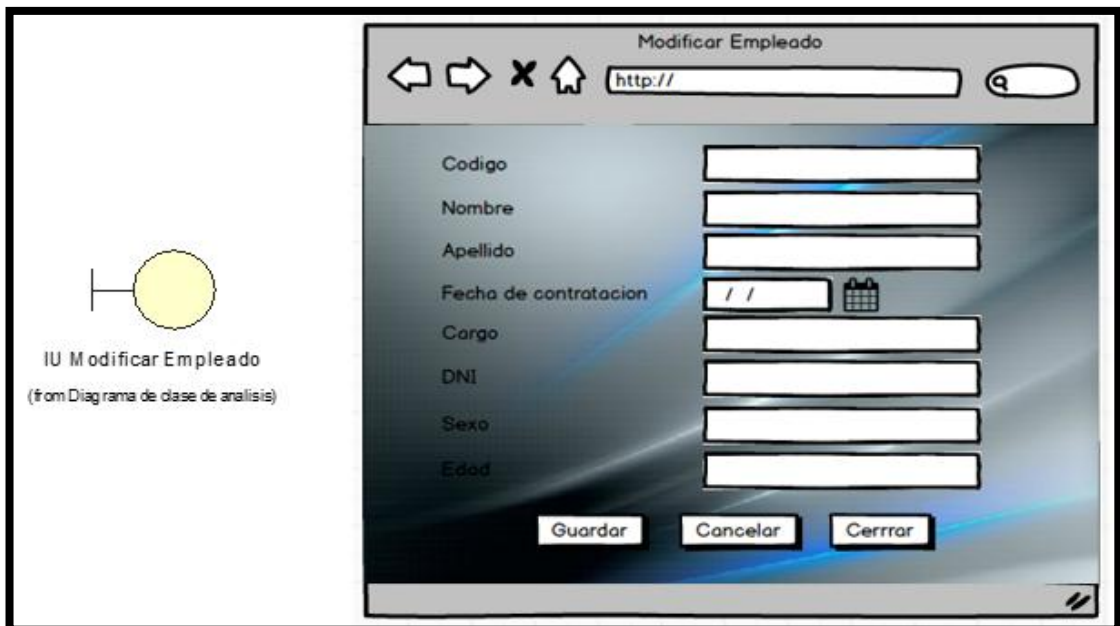 Modificar Empleado
http://
Codigo
Nombre
Apellido
Fecha de contratacion
/ /
Cargo
DNI
Sexo
Edad
Guardar Cancelar Cerrrar
IU Modificar Empleado
(from Diagrama de clase de analisis)